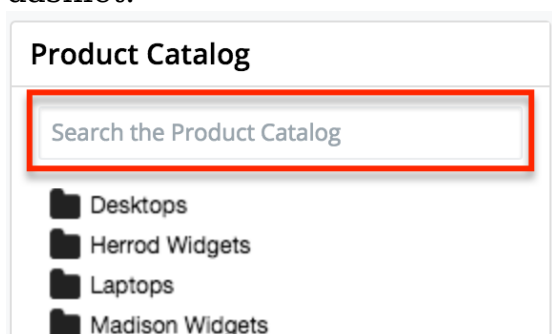 Product Catalog
Search the Product Catalog
Desktops
Herrod Widgets
Laptops
Madison Widgets